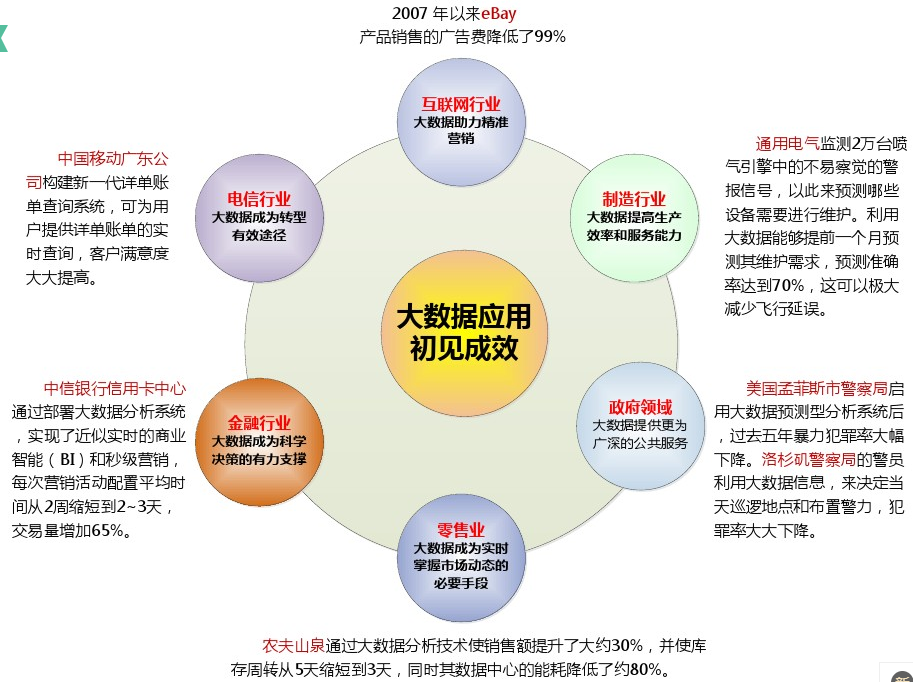 2007 年以来eBay
产品销售的广告费降低了99%
互联网行业
大数据助力精准
营销
中国移动广东公
司构建新一代详单账
单查询系统，可为用
户提供详单账单的实
时查询，客户满意度
大大提高。
电信行业
大数据成为转型
有效途径
制造行业
大数据提高生产
效率和服务能力
通用电气监测2万台喷
气引擎中的不易察觉的警
报信号，以此来预测哪些
设备需要进行维护。利用
大数据能够提前一个月预
测其维护需求，预测准确
率达到70%，这可以极大
减少飞行延误。
大数据应用
初见成效
中信银行信用卡中心
通过部署大数据分析系统
，实现了近似实时的商业
智能（BI）和秒级营销，
每次营销活动配置平均时
间从2周缩短到2~3天，
交易量增加65%。
金融行业
大数据成为科学
决策的有力支撑
政府领域
大数据提供更为
广深的公共服务
美国孟菲斯市警察局启
用大数据预测型分析系统后
，过去五年暴力犯罪率大幅
下降。洛杉矶警察局的警员
利用大数据信息，来决定当
天巡逻地点和布置警力，犯
罪率大大下降。
零售业
大数据成为实时
掌握市场动态的
必要手段
农夫山泉通过大数据分析技术使销售额提升了大约30%，并使库
存周转从5天缩短到3天，同时其数据中心的能耗降低了约80%。